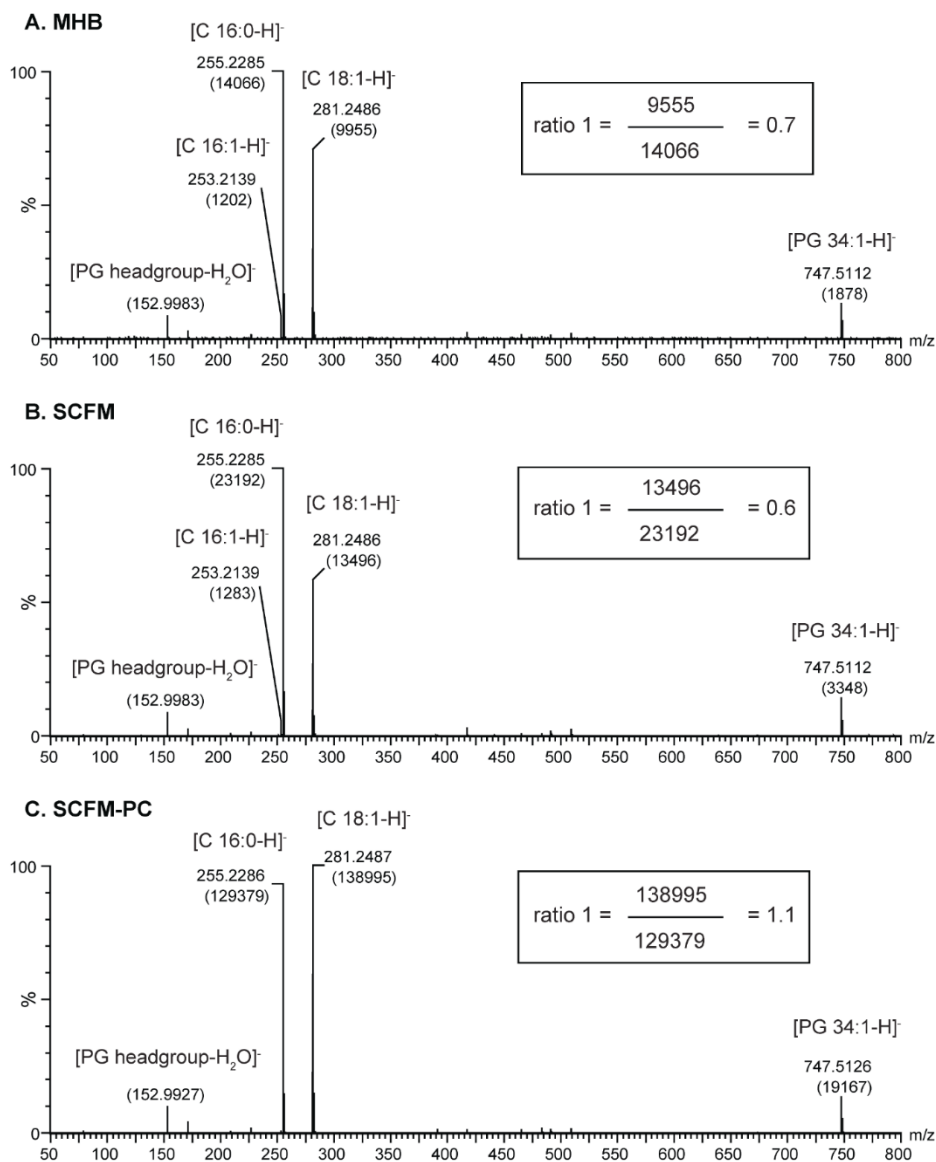 A. MHB
[C 16:0-H]-
255.2285
(14066)
[C 18:1-H]-
281.2486
(9955)
[C 16:1-H]-
253.2139
(1202)
ratio 1 = 9555 / 14066 = 0.7
[PG headgroup-H2O]-
(152.9983)
[PG 34:1-H]-
747.5112
(1878)
100
%
0
50 100 150 200 250 300 350 400 450 500 550 600 650 700 750 800 m/z
B. SCFM
[C 16:0-H]-
255.2285
(23192)
[C 18:1-H]-
281.2486
(13496)
[C 16:1-H]-
253.2139
(1283)
ratio 1 = 13496 / 23192 = 0.6
[PG headgroup-H2O]-
(152.9983)
[PG 34:1-H]-
747.5112
(3348)
100
%
0
50 100 150 200 250 300 350 400 450 500 550 600 650 700 750 800 m/z
C. SCFM-PC
[C 16:0-H]-
255.2286
(129379)
[C 18:1-H]-
281.2487
(138995)
ratio 1 = 138995 / 129379 = 1.1
[PG headgroup-H2O]-
(152.9927)
[PG 34:1-H]-
747.5126
(19167)
100
%
0
50 100 150 200 250 300 350 400 450 500 550 600 650 700 750 800 m/z